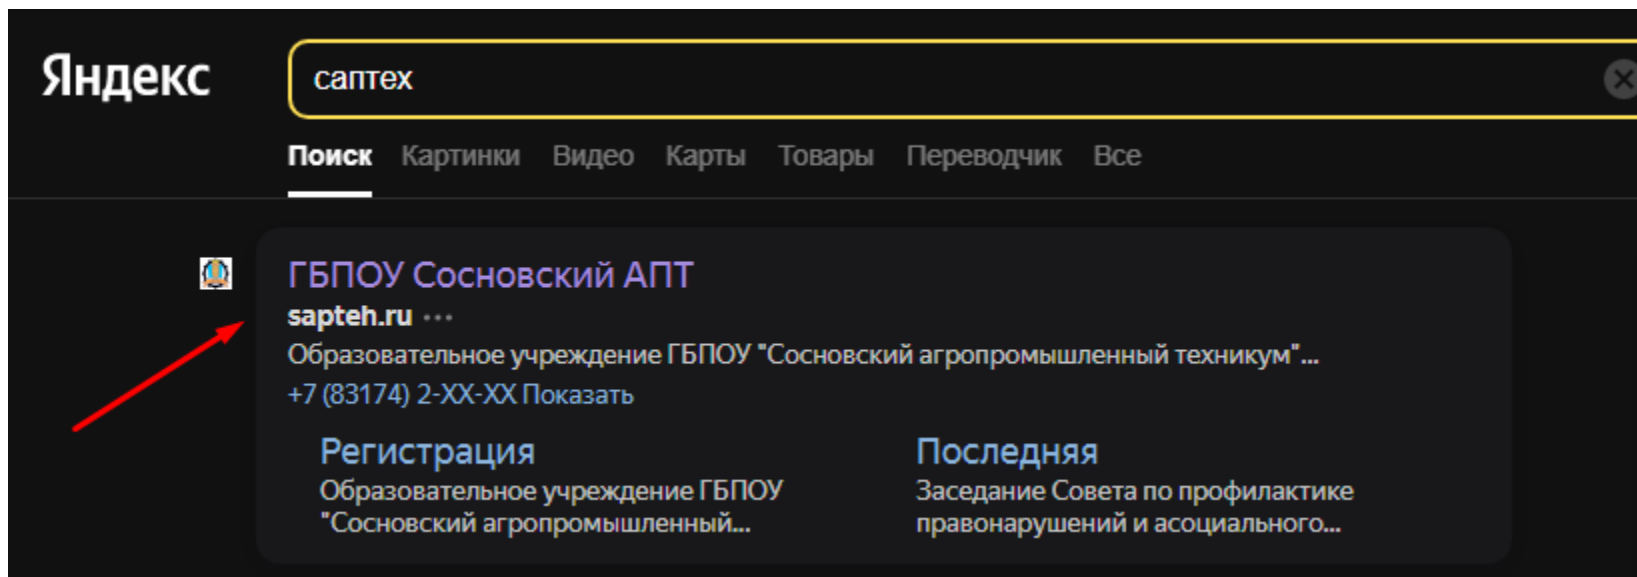 Яндекс
саптех
Поиск Картинки Видео Карты Товары Переводчик Все
ГБПОУ Сосновский АПТ
sapteh.ru ···
Образовательное учреждение ГБПОУ "Сосновский агропромышленный техникум"...
+7 (83174) 2-XX-XX Показать
Регистрация
Образовательное учреждение ГБПОУ
"Сосновский агропромышленный...
Последняя
Заседание Совета по профилактике
правонарушений и асоциального...